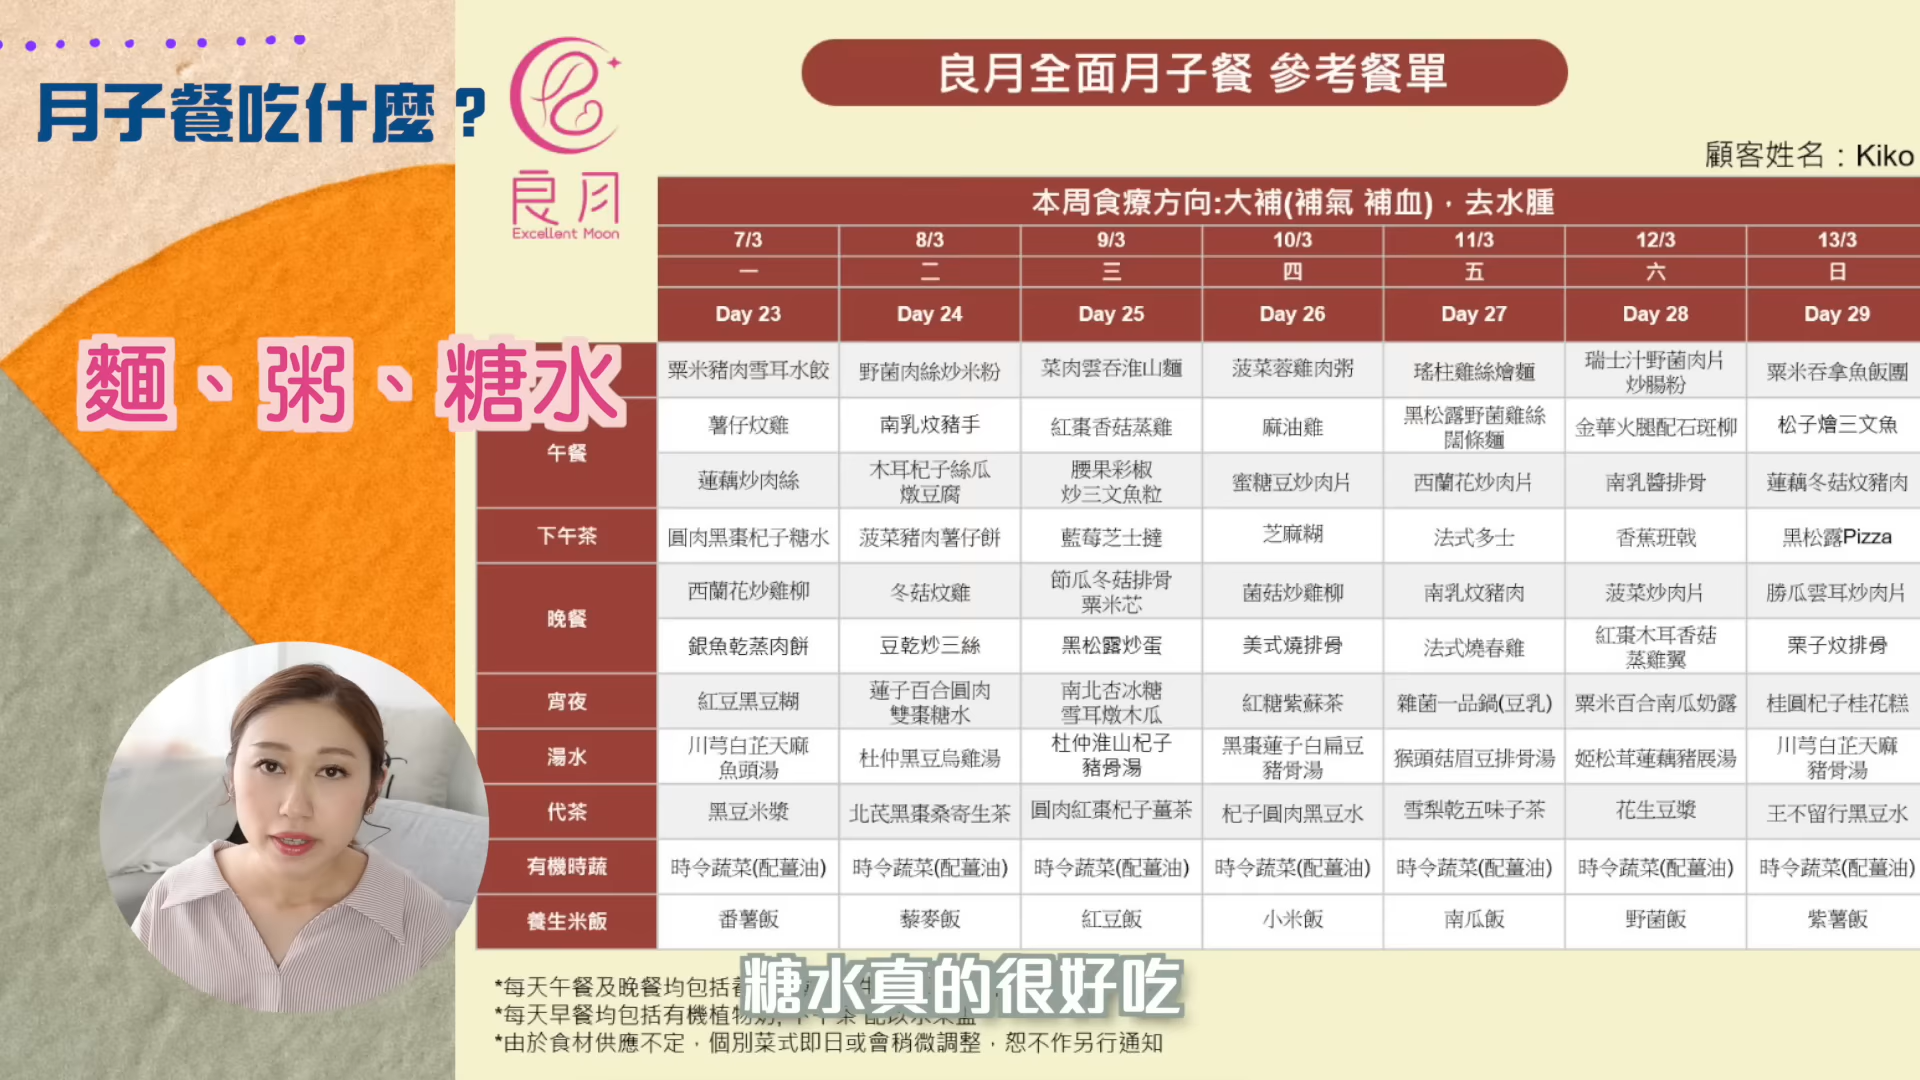 月子餐吃什麼？
良月
Excellent Moon
良月全面月子餐 參考餐單
顧客姓名：Kiko
麵、粥、糖水
本周食療方向:大補(補氣 補血)，去水腫
7/3 8/3 9/3 10/3 11/3 12/3 13/3
一 二 三 四 五 六 日
Day 23 Day 24 Day 25 Day 26 Day 27 Day 28 Day 29
粟米豬肉雪耳水餃 野菌肉絲炒米粉 菜肉雲吞淮山麵 菠菜蓉雞肉粥 瑤柱雞絲燴麵 瑞士汁野菌肉片炒腸粉 粟米吞拿魚飯團
午餐 薯仔炆雞 南乳炆豬手 紅棗香菇蒸雞 麻油雞 黑松露野菌雞絲闊條麵 金華火腿配石斑柳 松子燴三文魚
蓮藕炒肉絲 木耳杞子絲瓜燉豆腐 腰果彩椒炒三文魚粒 蜜糖豆炒肉片 西蘭花炒肉片 南乳醬排骨 蓮藕冬菇炆豬肉
下午茶 圓肉黑棗杞子糖水 菠菜豬肉薯仔餅 藍莓芝士撻 芝麻糊 法式多士 香蕉班戟 黑松露Pizza
晚餐 西蘭花炒雞柳 冬菇炆雞 節瓜冬菇排骨粟米芯 菌菇炒雞柳 南乳炆豬肉 菠菜炒肉片 勝瓜雲耳炒肉片
銀魚乾蒸肉餅 豆乾炒三絲 黑松露炒蛋 美式燒排骨 法式燒春雞 紅棗木耳香菇蒸雞翼 栗子炆排骨
宵夜 紅豆黑豆糊 蓮子百合圓肉雙棗糖水 南北杏冰糖雪耳燉木瓜 紅糖紫蘇茶 雜菌一品鍋(豆乳) 粟米百合南瓜奶露 桂圓杞子桂花糕
湯水 川芎白芷天麻魚頭湯 杜仲黑豆烏雞湯 杜仲淮山杞子豬骨湯 黑棗蓮子白扁豆豬骨湯 猴頭菇眉豆排骨湯 姬松茸蓮藕豬展湯 川芎白芷天麻豬骨湯
代茶 黑豆米漿 北芪黑棗桑寄生茶 圓肉紅棗杞子薑茶 杞子圓肉黑豆水 雪梨乾五味子茶 花生豆漿 王不留行黑豆水
有機時蔬 時令蔬菜(配薑油) 時令蔬菜(配薑油) 時令蔬菜(配薑油) 時令蔬菜(配薑油) 時令蔬菜(配薑油) 時令蔬菜(配薑油) 時令蔬菜(配薑油)
養生米飯 番薯飯 藜麥飯 紅豆飯 小米飯 南瓜飯 野菌飯 紫薯飯
*每天午餐及晚餐均包括
*每天早餐均包括有機植物奶,
*由於食材供應不定，個別菜式即日或會稍微調整，恕不作另行通知
糖水真的很好吃